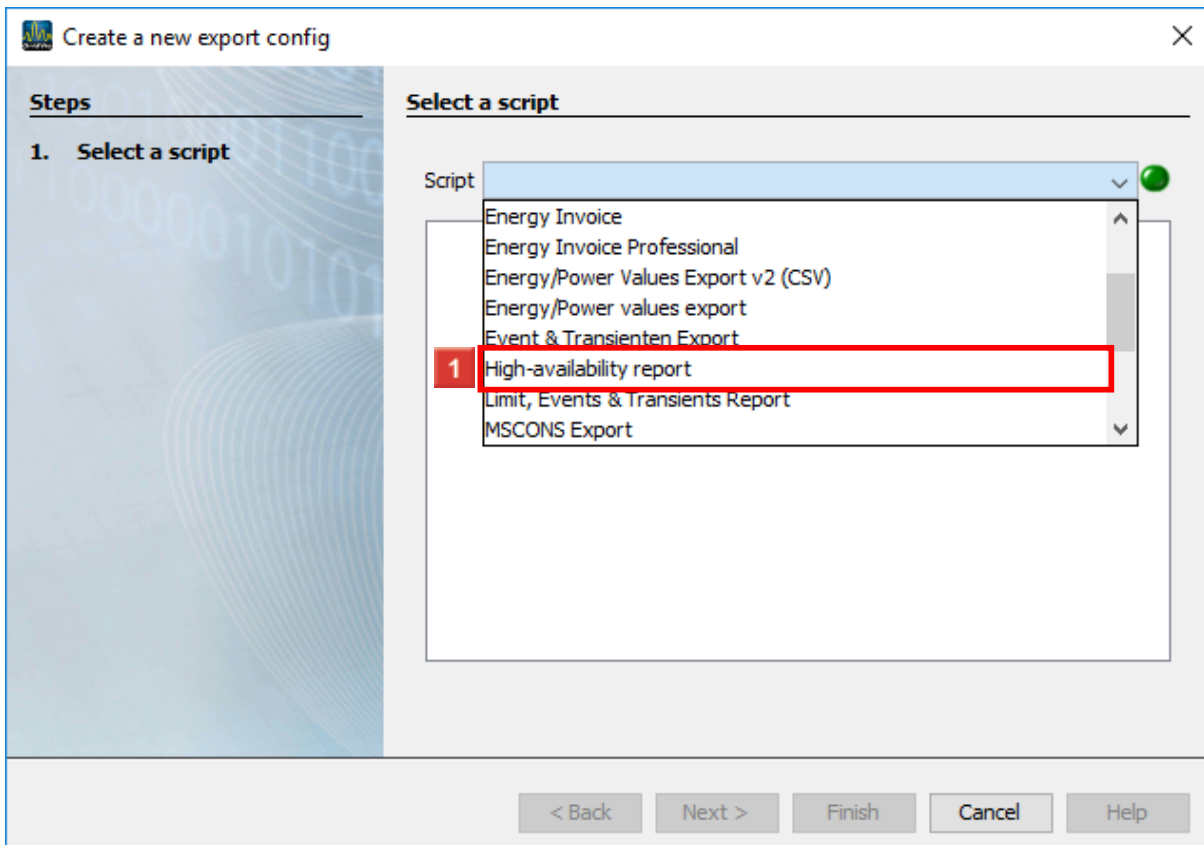 Create a new export config
Steps
1. Select a script
Select a script
Script
Energy Invoice
Energy Invoice Professional
Energy/Power Values Export v2 (CSV)
Energy/Power values export
Event & Transienten Export
1 High-availability report
Limit, Events & Transients Report
MSCONS Export
< Back Next > Finish Cancel Help